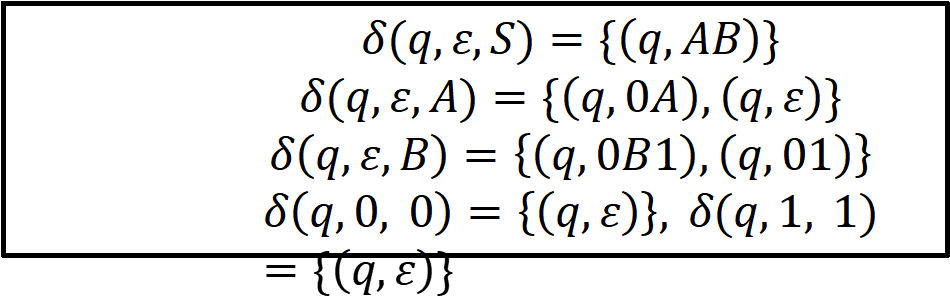 δ(q, ε, S) = {(q, AB)}
δ(q, ε, A) = {(q, 0A), (q, ε)}
δ(q, ε, B) = {(q, 0B1), (q, 01)}
δ(q, 0, 0) = {(q, ε)}, δ(q, 1, 1)
= {(q, ε)}